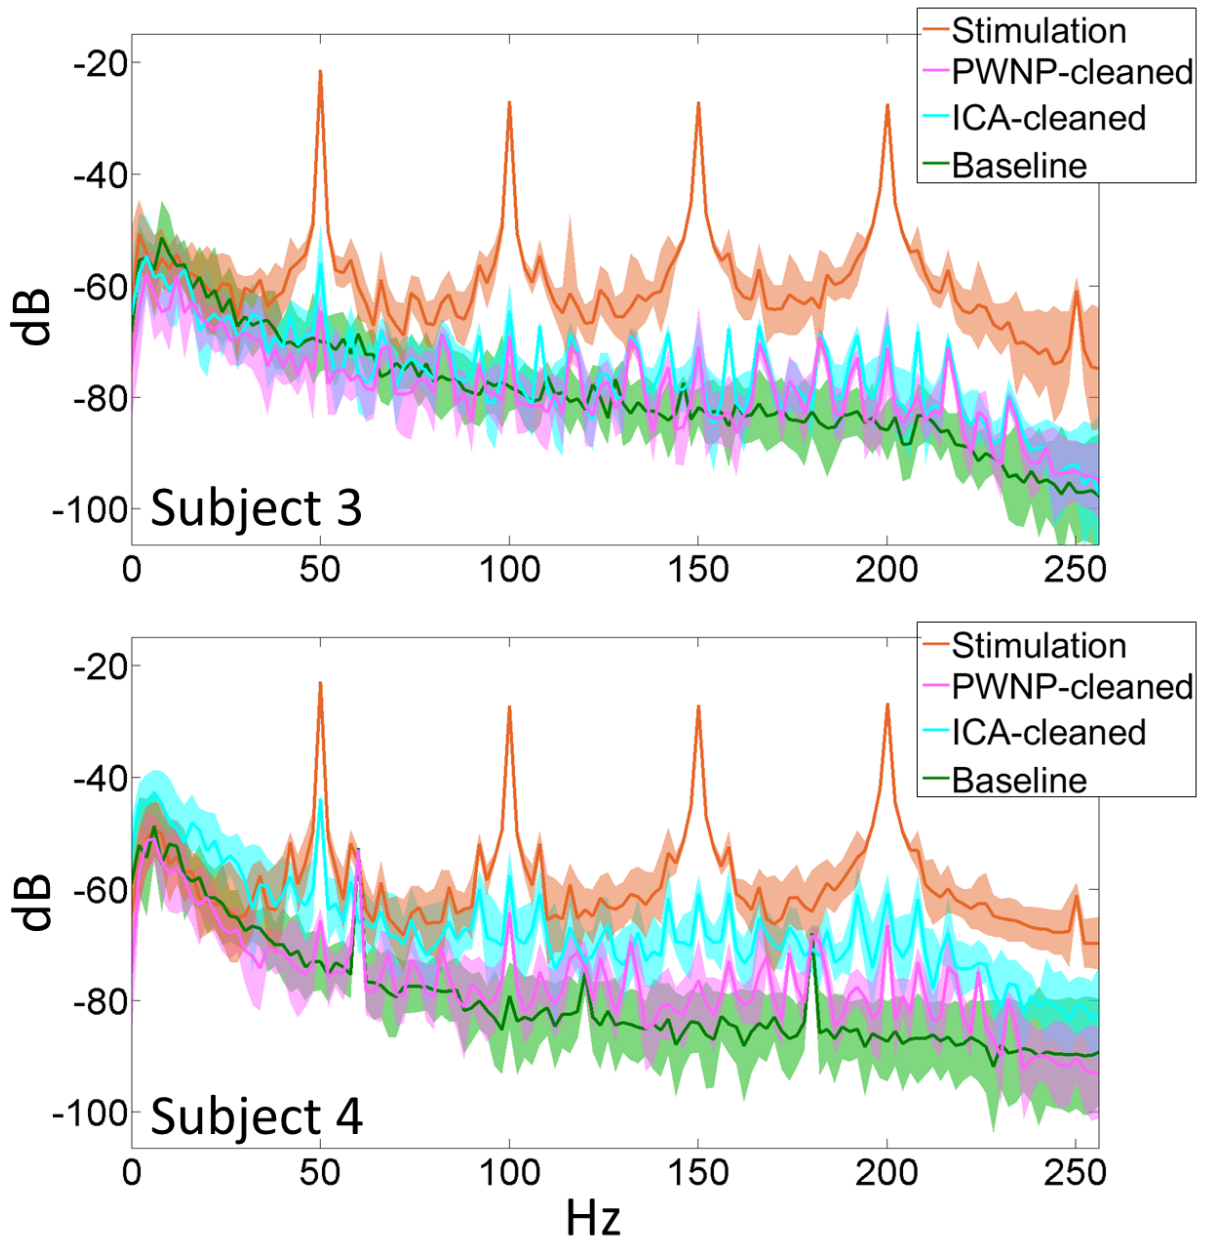 Stimulation
PWNP-cleaned
ICA-cleaned
Baseline
-20
-40
-60
-80
-100
dB
Subject 3
0 50 100 150 200 250
Stimulation
PWNP-cleaned
ICA-cleaned
Baseline
-20
-40
-60
-80
-100
dB
Subject 4
0 50 100 150 200 250
Hz